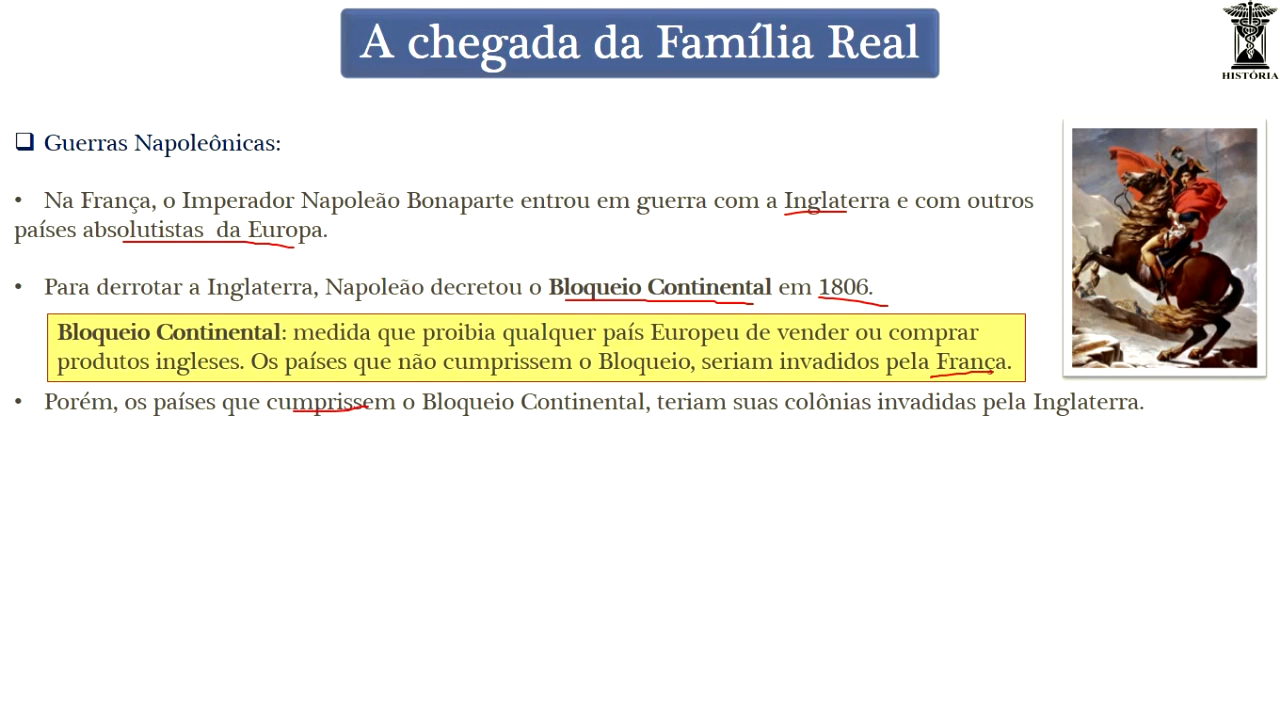 A chegada da Família Real
HISTÓRIA
Guerras Napoleônicas:
• Na França, o Imperador Napoleão Bonaparte entrou em guerra com a Inglaterra e com outros
países absolutistas da Europa.
• Para derrotar a Inglaterra, Napoleão decretou o Bloqueio Continental em 1806.
Bloqueio Continental: medida que proibia qualquer país Europeu de vender ou comprar
produtos ingleses. Os países que não cumprissem o Bloqueio, seriam invadidos pela França.
• Porém, os países que cumprissem o Bloqueio Continental, teriam suas colônias invadidas pela Inglaterra.